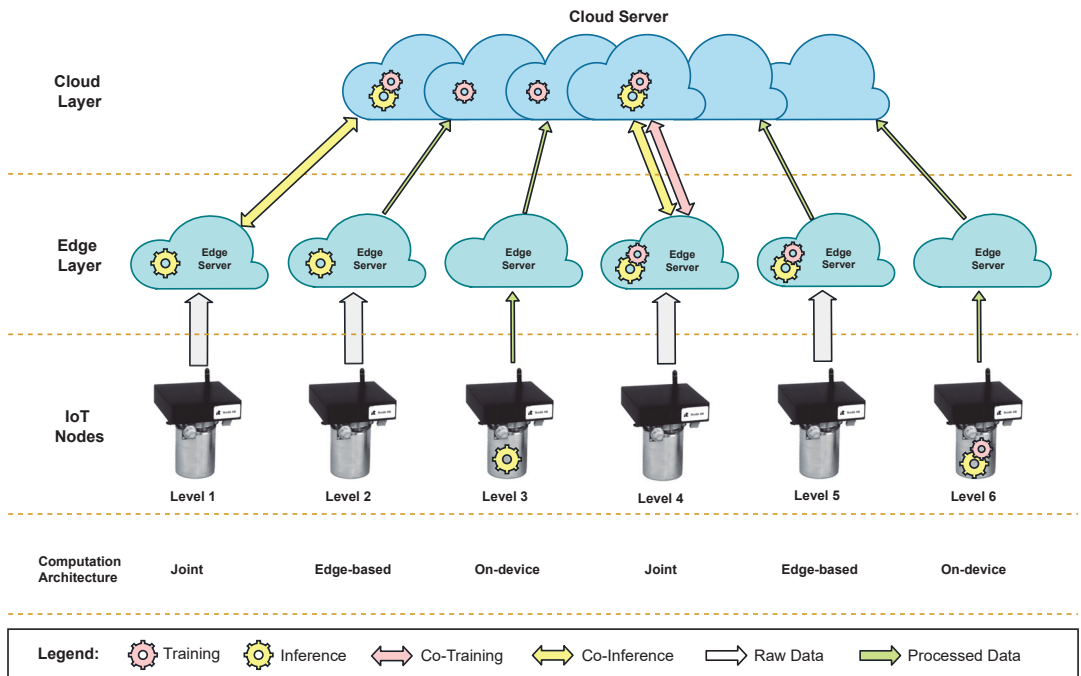 Cloud Server
Cloud
Layer
Edge
Layer
Edge
Server
Edge
Server
Edge
Server
Edge
Server
Edge
Server
Edge
Server
IoT
Nodes
Level 1
Level 2
Level 3
Level 4
Level 5
Level 6
Computation
Architecture
Joint
Edge-based
On-device
Joint
Edge-based
On-device
Legend:
Training
Inference
Co-Training
Co-Inference
Raw Data
Processed Data